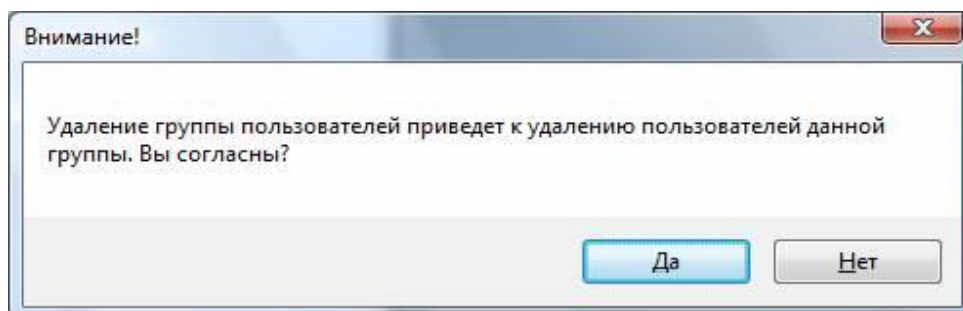 Внимание!
Удаление группы пользователей приведет к удалению пользователей данной
группы. Вы согласны?
Да
Нет